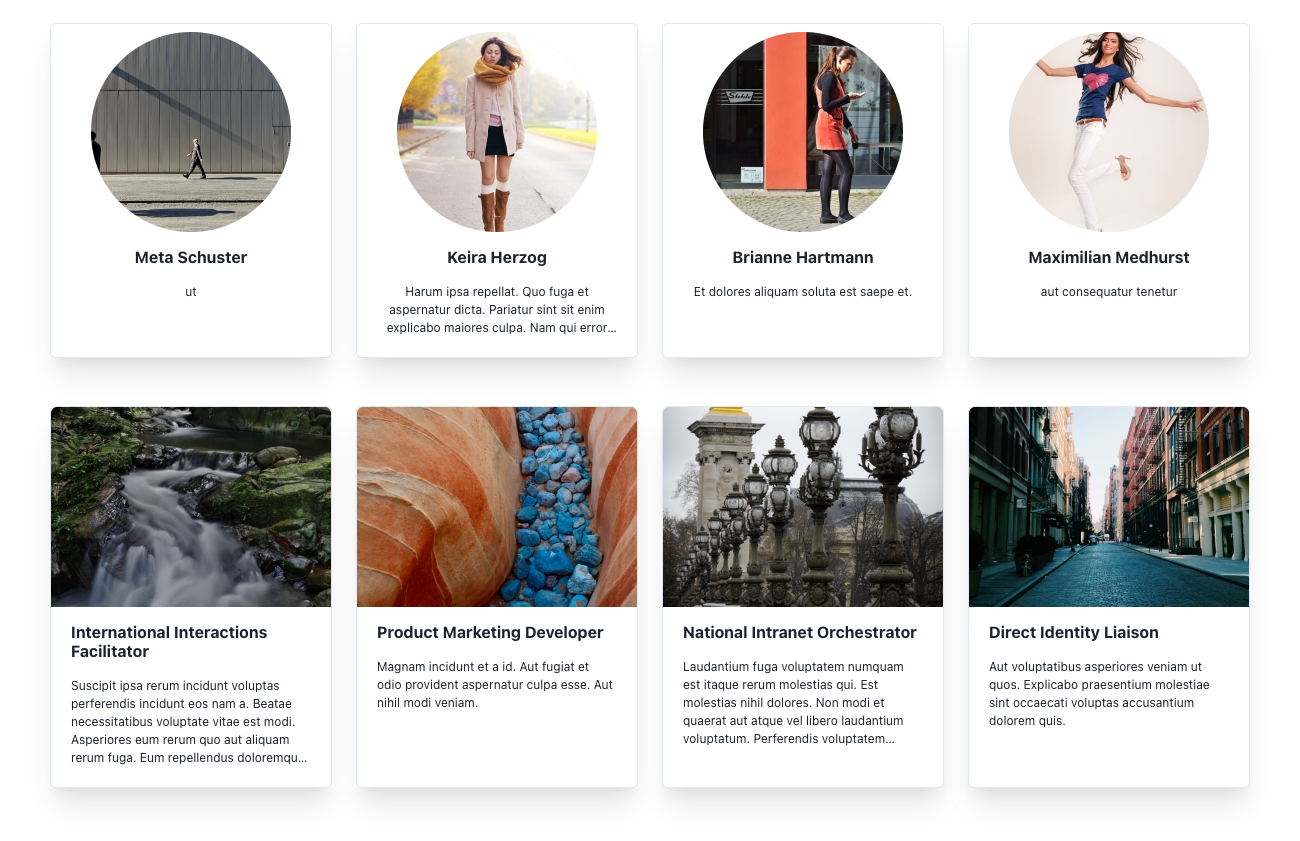 Meta Schuster
ut
Keira Herzog
Harum ipsa repellat. Quo fuga et
aspernatur dicta. Pariatur sint sit enim
explicabo maiores culpa. Nam qui error...
Brianne Hartmann
Et dolores aliquam soluta est saepe et.
Maximilian Medhurst
aut consequatur tenetur
International Interactions
Facilitator
Suscipit ipsa rerum incidunt voluptas
perferendis incidunt eos nam a. Beatae
necessitatibus voluptate vitae est modi.
Asperiores eum rerum quo aut aliquam
rerum fuga. Eum repellendus doloremqu...
Product Marketing Developer
Magnam incidunt et a id. Aut fugiat et
odio provident aspernatur culpa esse. Aut
nihil modi veniam.
National Intranet Orchestrator
Laudantium fuga voluptatem numquam
est itaque rerum molestias qui. Est
molestias nihil dolores. Non modi et
quaerat aut atque vel libero laudantium
voluptatum. Perferendis voluptatem...
Direct Identity Liaison
Aut voluptatibus asperiores veniam ut
quos. Explicabo praesentium molestiae
sint occaecati voluptas accusantium
dolorem quis.